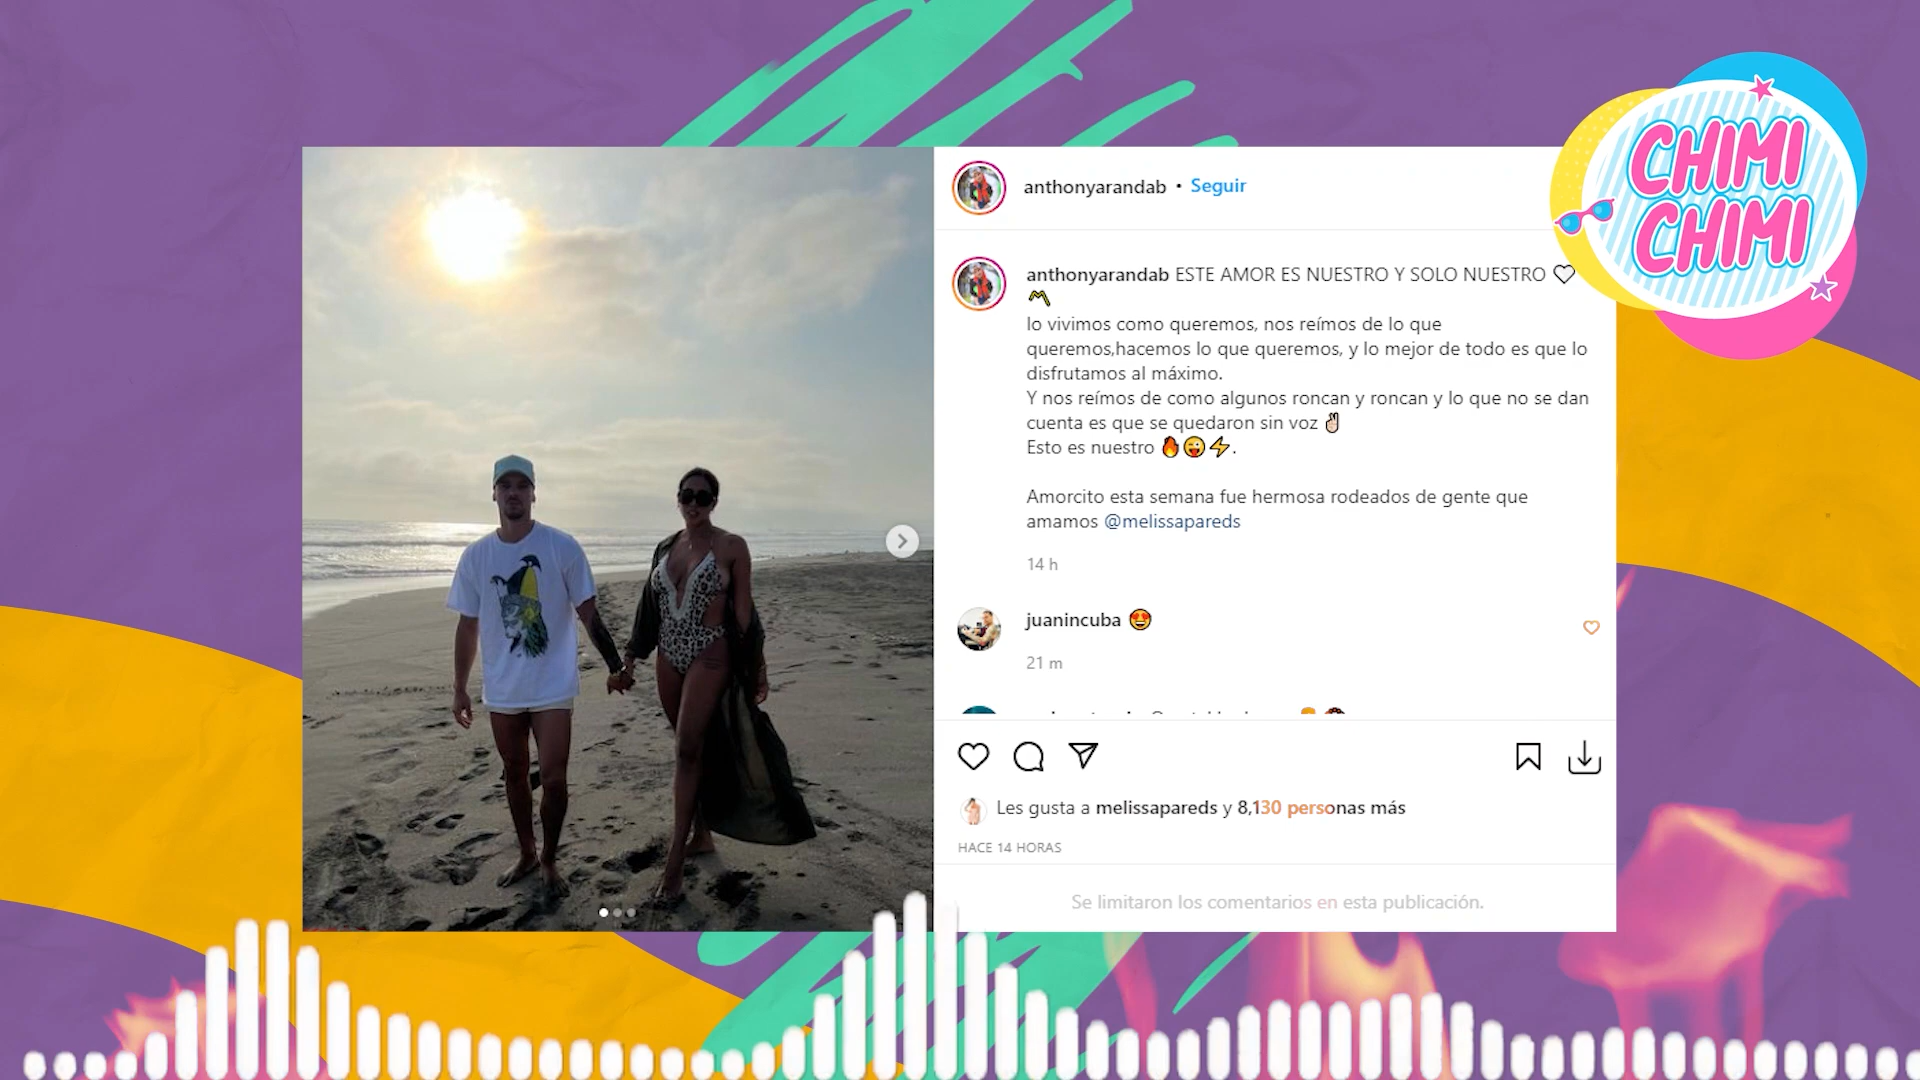 CHIMI
CHIMI
anthonyarandab • Seguir
anthonyarandab ESTE AMOR ES NUESTRO Y SOLO NUESTRO
lo vivimos como queremos, nos reímos de lo que
queremos,hacemos lo que queremos, y lo mejor de todo es que lo
disfrutamos al máximo.
Y nos reímos de como algunos roncan y roncan y lo que no se dan
cuenta es que se quedaron sin voz ✌🏻
Esto es nuestro 🔥😜⚡.
Amorcito esta semana fue hermosa rodeados de gente que
amamos @melissapareds
14 h
juanincuba 😍
21 m
Les gusta a melissapareds y 8,130 personas más
HACE 14 HORAS
Se limitaron los comentarios en esta publicación.